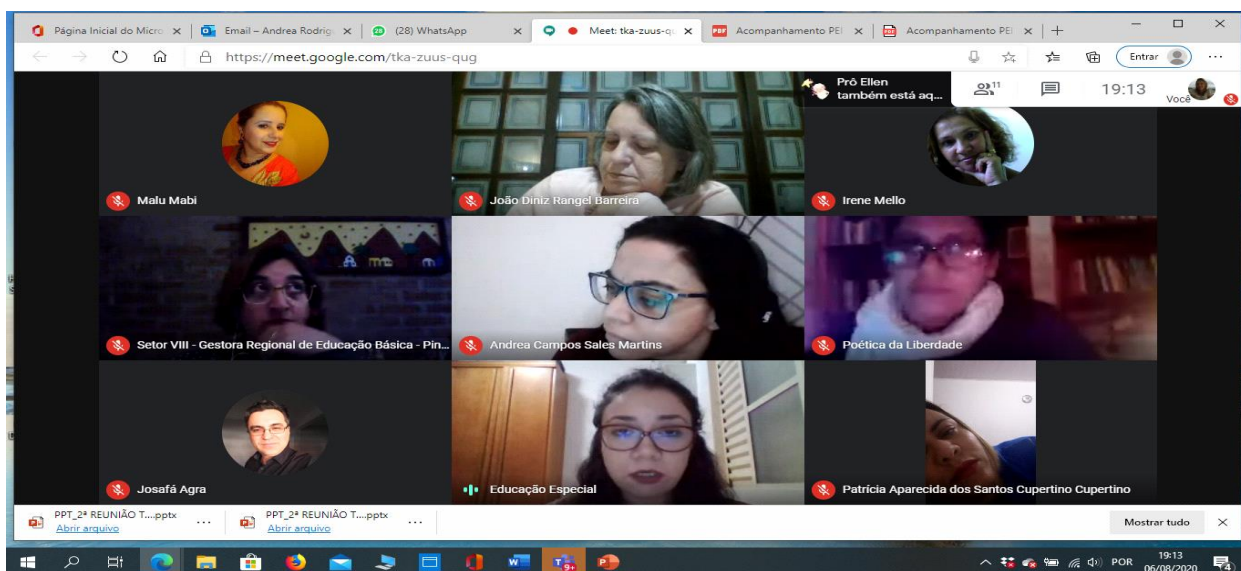 Página Inicial do Micro
Email – Andrea Rodrig
(28) WhatsApp
Meet: tka-zuus-q
Acompanhamento PEI
Acompanhamento PEI
https://meet.google.com/tka-zuus-qug
Entrar
Prô Ellen
também está aq...
11
19:13
Você
Malu Mabi
João Diniz Rangel Barreira
Irene Mello
Setor VIII - Gestora Regional de Educação Básica - Pin...
Andrea Campos Sales Martins
Poética da Liberdade
Josafá Agra
Educação Especial
Patrícia Aparecida dos Santos Cupertino Cupertino
PPT_2ª REUNIÃO T....pptx
Abrir arquivo
PPT_2ª REUNIÃO T....pptx
Abrir arquivo
Mostrar tudo
POR
19:13
06/08/2020